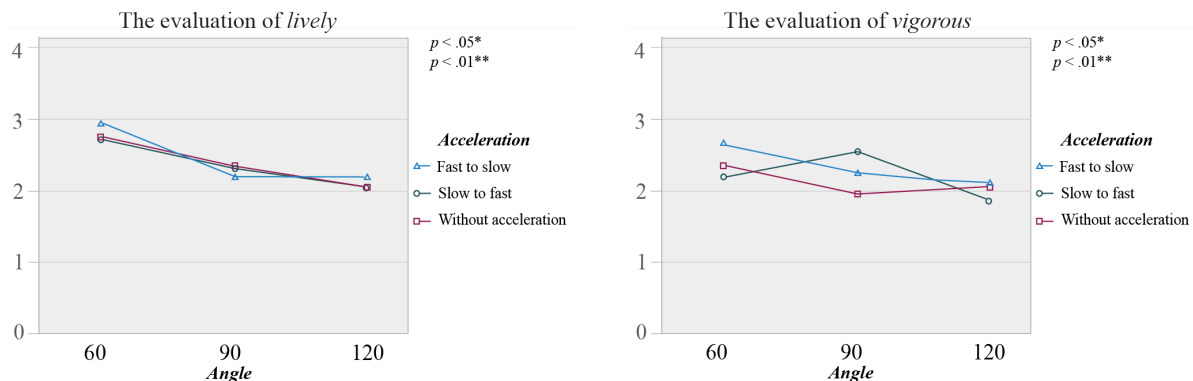 The evaluation of lively
p < .05*
p < .01**
4
3
2
1
0
Acceleration
Fast to slow
Slow to fast
Without acceleration
60 90 120
Angle
The evaluation of vigorous
p < .05*
p < .01**
4
3
2
1
0
Acceleration
Fast to slow
Slow to fast
Without acceleration
60 90 120
Angle